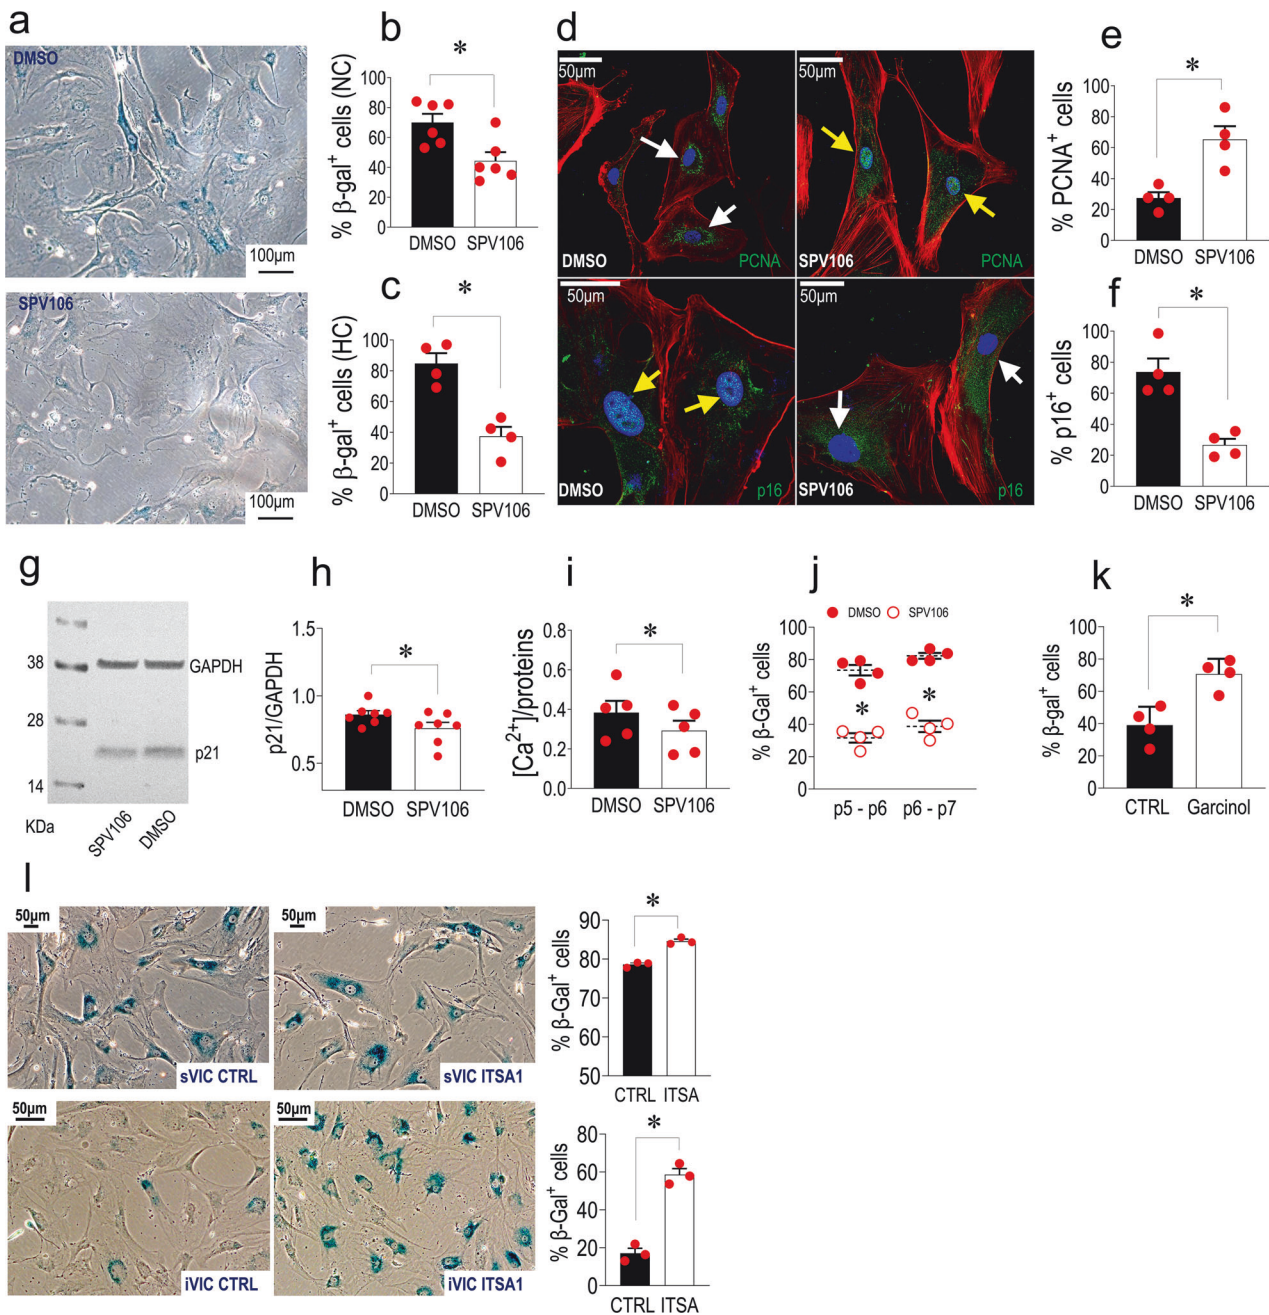 a
DMSO
100µm
SPV106
100µm
b
*
% β-gal⁺ cells (NC)
100
80
60
40
20
0
DMSO SPV106
c
*
% β-gal⁺ cells (HC)
100
80
60
40
20
0
DMSO SPV106
d
50µm
DMSO PCNA
50µm
SPV106 PCNA
50µm
DMSO p16
50µm
SPV106 p16
e
*
% PCNA⁺ cells
100
80
60
40
20
0
DMSO SPV106
f
*
% p16⁺ cells
100
80
60
40
20
0
DMSO SPV106
g
38
28
14
KDa
GAPDH
p21
SPV106
DMSO
h
*
p21/GAPDH
1.5
1.0
0.5
DMSO SPV106
i
*
[Ca²⁺]/proteins
0.8
0.6
0.4
0.2
0.0
DMSO SPV106
j
DMSO SPV106
% β-Gal⁺ cells
100
80
60
40
20
0
*
*
p5 - p6 p6 - p7
k
*
% β-gal⁺ cells
100
80
60
40
20
0
CTRL Garcinol
l
50µm
sVIC CTRL
50µm
sVIC ITSA1
50µm
iVIC CTRL
50µm
iVIC ITSA1
*
% β-Gal⁺ cells
90
80
70
60
50
CTRL ITSA
*
% β-Gal⁺ cells
80
60
40
20
0
CTRL ITSA